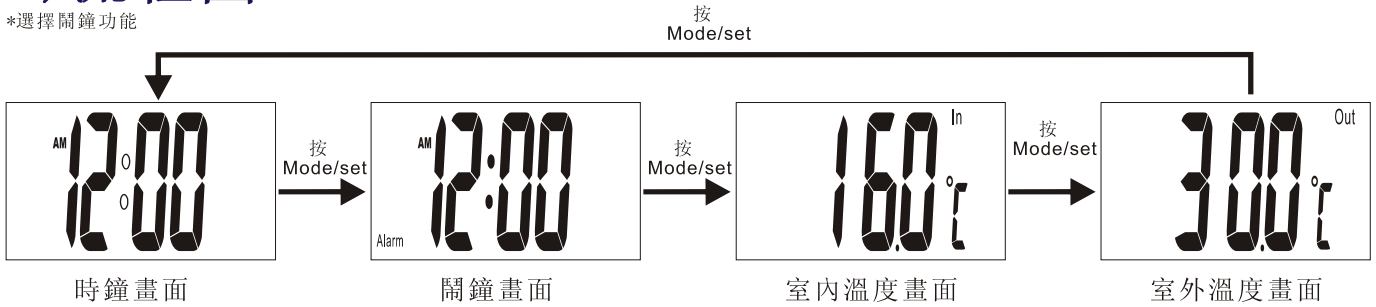 *選擇鬧鐘功能
按
Mode/set
AM 12:00
按
Mode/set
AM 12:00
Alarm
按
Mode/set
In
16.0°C
按
Mode/set
Out
30.0°C
時鐘畫面
鬧鐘畫面
室內溫度畫面
室外溫度畫面